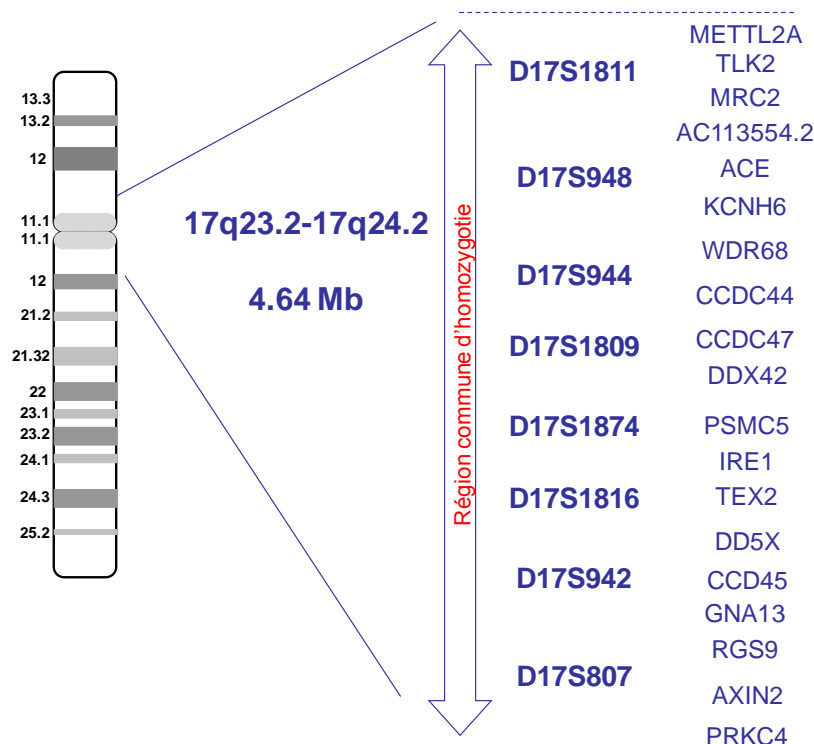 13.3
13.2
12
11.1
11.1
12
21.2
21.32
22
23.1
23.2
24.1
24.3
25.2
17q23.2-17q24.2
4.64 Mb
Région commune d'homozygotie
D17S1811
D17S948
D17S944
D17S1809
D17S1874
D17S1816
D17S942
D17S807
METTL2A
TLK2
MRC2
AC113554.2
ACE
KCNH6
WDR68
CCDC44
CCDC47
DDX42
PSMC5
IRE1
TEX2
DD5X
CCD45
GNA13
RGS9
AXIN2
PRKC4